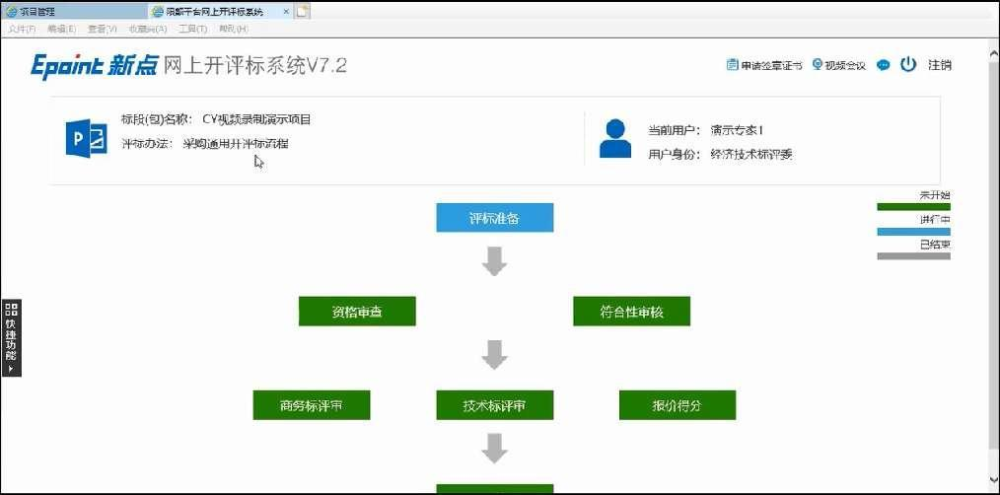 项目管理
限额平台网上开评标系统
文件(F) 编辑(E) 查看(V) 收藏夹(A) 工具(T) 帮助(H)
Epoint 新点 网上开评标系统V7.2
申请签章证书 视频会议 注销
标段(包)名称： CY视频录制演示项目
评标办法： 采购通用开评标流程
当前用户： 演示专家1
用户身份： 经济技术标评委
未开始
进行中
已结束
评标准备
资格审查 符合性审核
快捷功能
商务标评审 技术标评审 报价得分